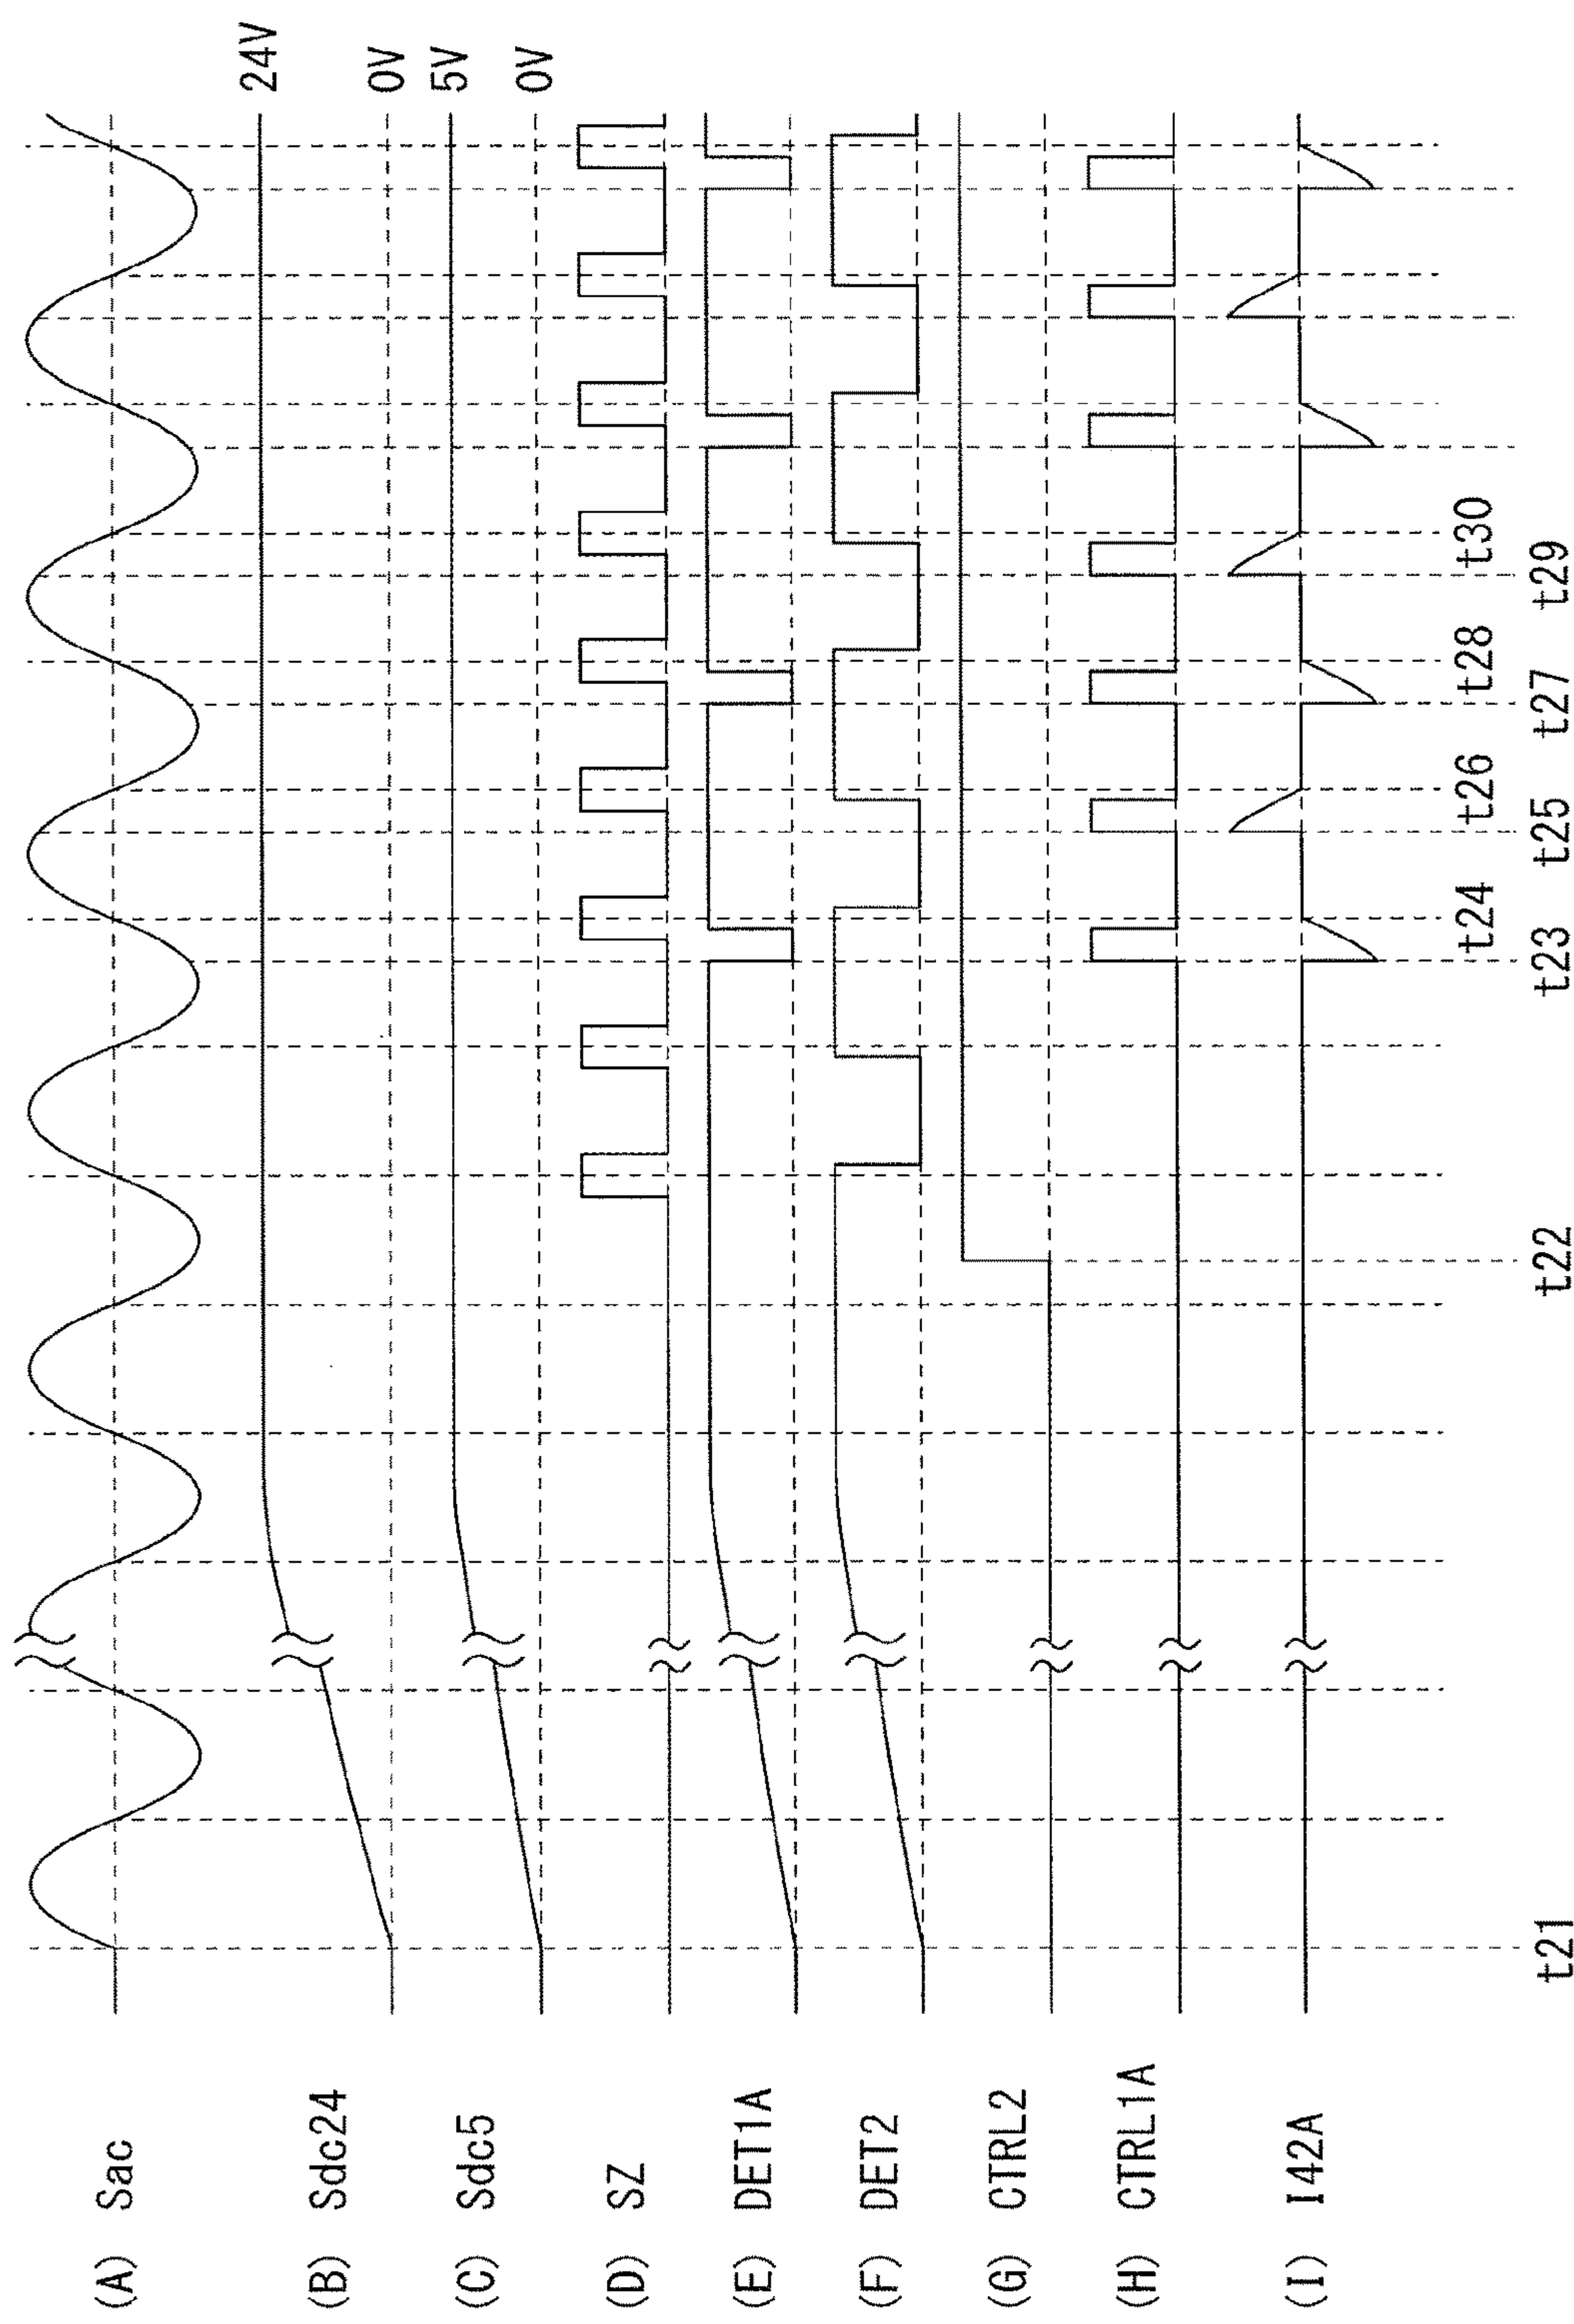 (A) Sac
(B) Sdc24
24V
0V
(C) Sdc5
5V
0V
(D) SZ
(E) DET1A
(F) DET2
(G) CTRL2
(H) CTRL1A
(I) I42A
t24 t26 t28 t30
t21 t22 t23 t25 t27 t29